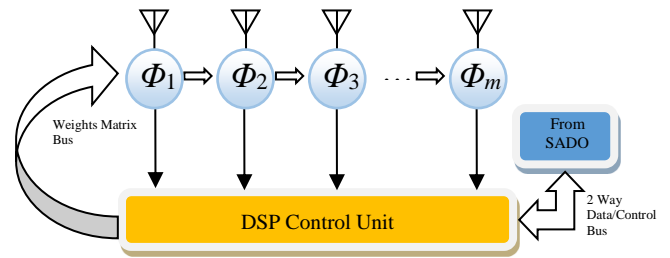 Φ1
Φ2
Φ3
...
Φm
Weights Matrix
Bus
From
SADO
DSP Control Unit
2 Way
Data/Control
Bus